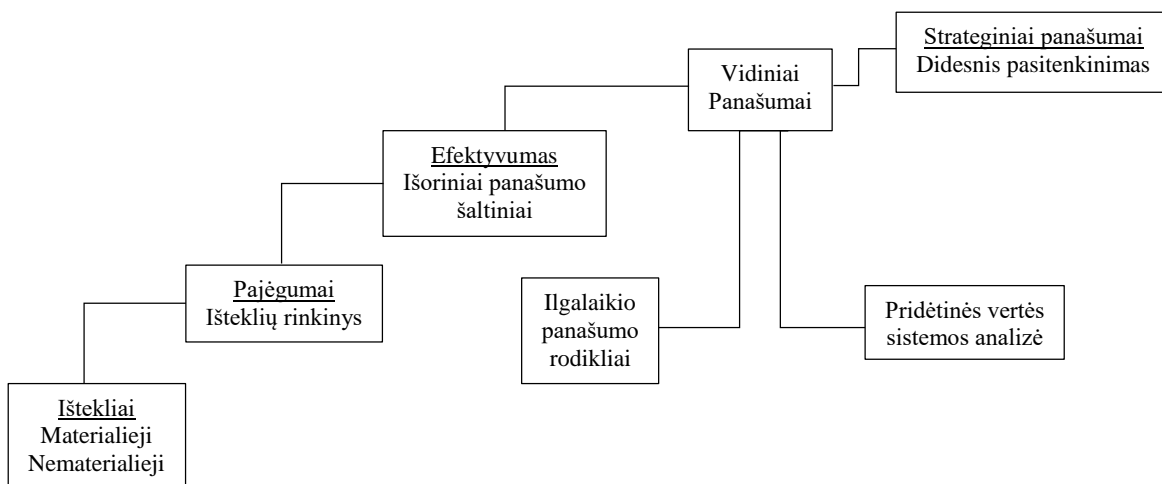 Strateginiai panašumai
Didesnis pasitenkinimas
Vidiniai
Panašumai
Efektyvumas
Išoriniai panašumo
šaltiniai
Pajėgumai
Išteklių rinkinys
Ilgalaikio
panašumo
rodikliai
Pridėtinės vertės
sistemos analizė
Ištekliai
Materialieji
Nematerialieji